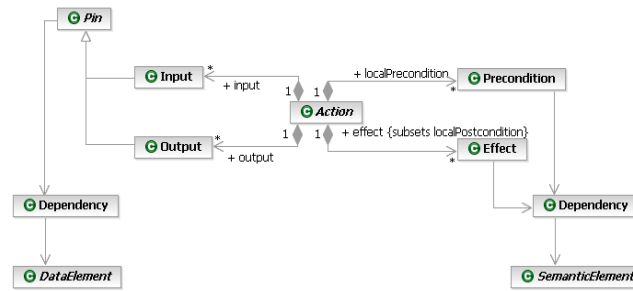 Pin
Input
*
+ input
1
1
+ localPrecondition
*
Precondition
Action
Output
*
+ output
1
1
+ effect {subsets localPostcondition}
*
Effect
Dependency
Dependency
DataElement
SemanticElement